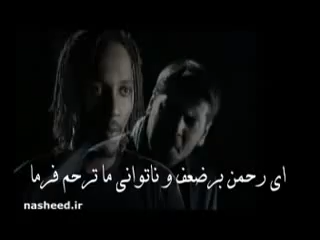 ای رحمن بر ضعف و ناتوانی ما ترحم فرما
nasheed.ir